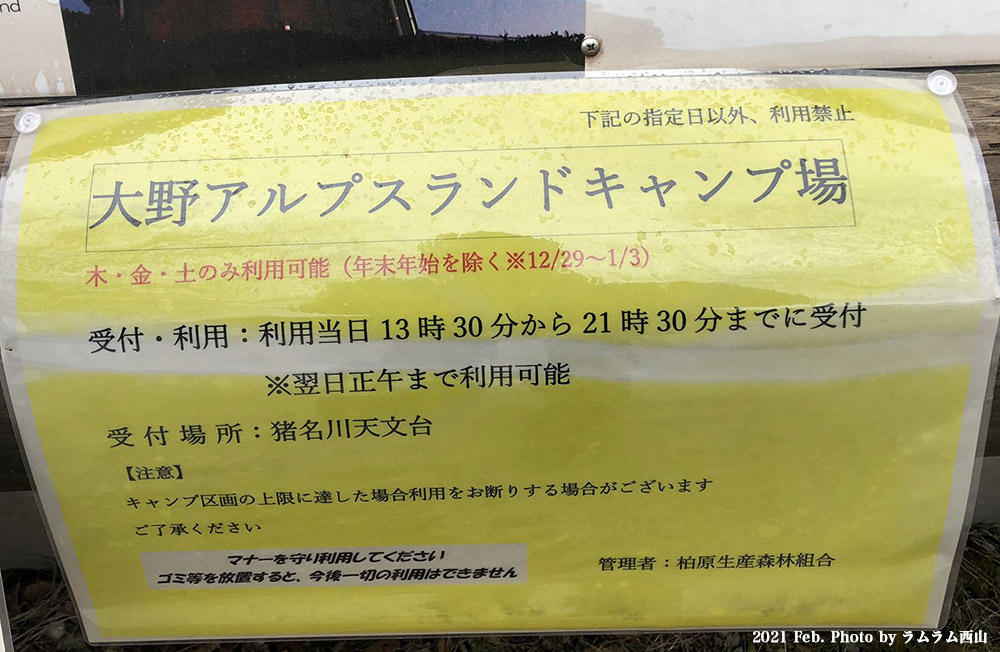 nd
下記の指定日以外、利用禁止
大野アルプスランドキャンプ場
木・金・土のみ利用可能（年末年始を除く※12/29～1/3）
受付・利用：利用当日13時30分から21時30分までに受付
※翌日正午まで利用可能
受付場所：猪名川天文台
【注意】
キャンプ区画の上限に達した場合利用をお断りする場合がございます
ご了承ください
マナーを守り利用してください
ゴミ等を放置すると、今後一切の利用はできません
管理者：柏原生産森林組合
2021 Feb. Photo by ラムラム西山